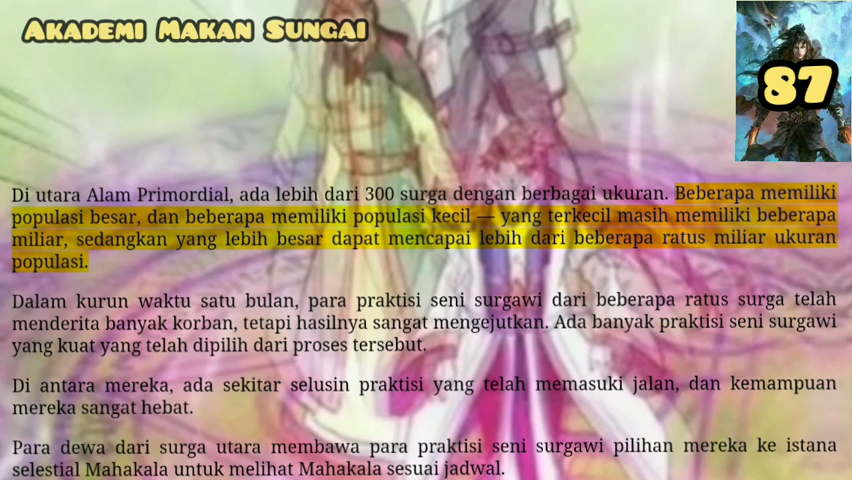 Akademi Makan Sungai
87
Di utara Alam Primordial, ada lebih dari 300 surga dengan berbagai ukuran. Beberapa memiliki
populasi besar, dan beberapa memiliki populasi kecil — yang terkecil masih memiliki beberapa
miliar, sedangkan yang lebih besar dapat mencapai lebih dari beberapa ratus miliar ukuran
populasi.
Dalam kurun waktu satu bulan, para praktisi seni surgawi dari beberapa ratus surga telah
menderita banyak korban, tetapi hasilnya sangat mengejutkan. Ada banyak praktisi seni surgawi
yang kuat yang telah dipilih dari proses tersebut.
Di antara mereka, ada sekitar selusin praktisi yang telah memasuki jalan, dan kemampuan
mereka sangat hebat.
Para dewa dari surga utara membawa para praktisi seni surgawi pilihan mereka ke istana
selestial Mahakala untuk melihat Mahakala sesuai jadwal.